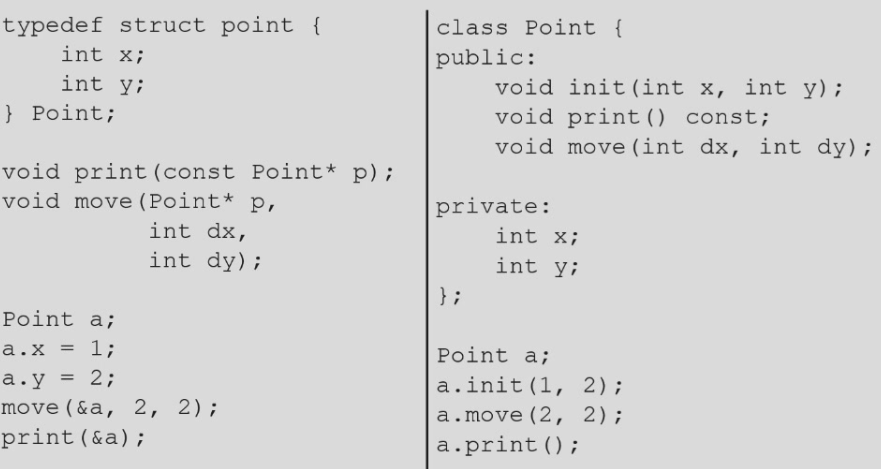 typedef struct point {
    int x;
    int y;
} Point;

void print(const Point* p);
void move(Point* p,
          int dx,
          int dy);

Point a;
a.x = 1;
a.y = 2;
move(&a, 2, 2);
print(&a);

class Point {
public:
    void init(int x, int y);
    void print() const;
    void move(int dx, int dy);

private:
    int x;
    int y;
};

Point a;
a.init(1, 2);
a.move(2, 2);
a.print();